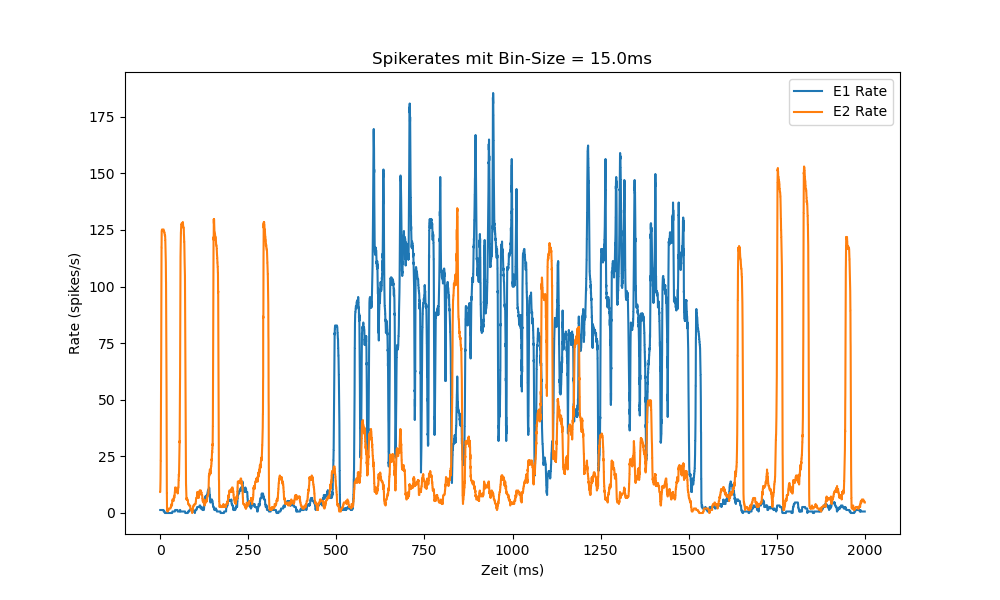 Spikerates mit Bin-Size = 15.0ms
E1 Rate
E2 Rate
Rate (spikes/s)
175
150
125
100
75
50
25
0
0 250 500 750 1000 1250 1500 1750 2000
Zeit (ms)